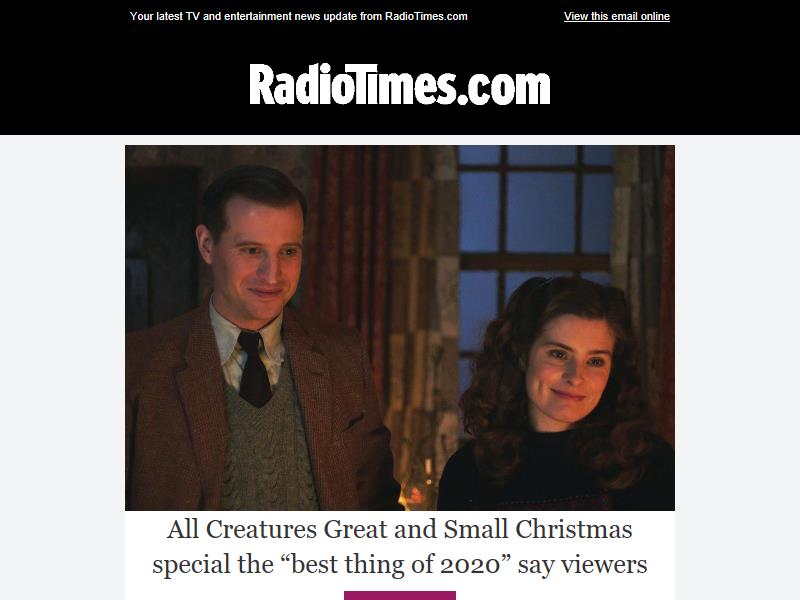 Your latest TV and entertainment news update from RadioTimes.com
View this email online
RadioTimes.com
All Creatures Great and Small Christmas
special the “best thing of 2020” say viewers